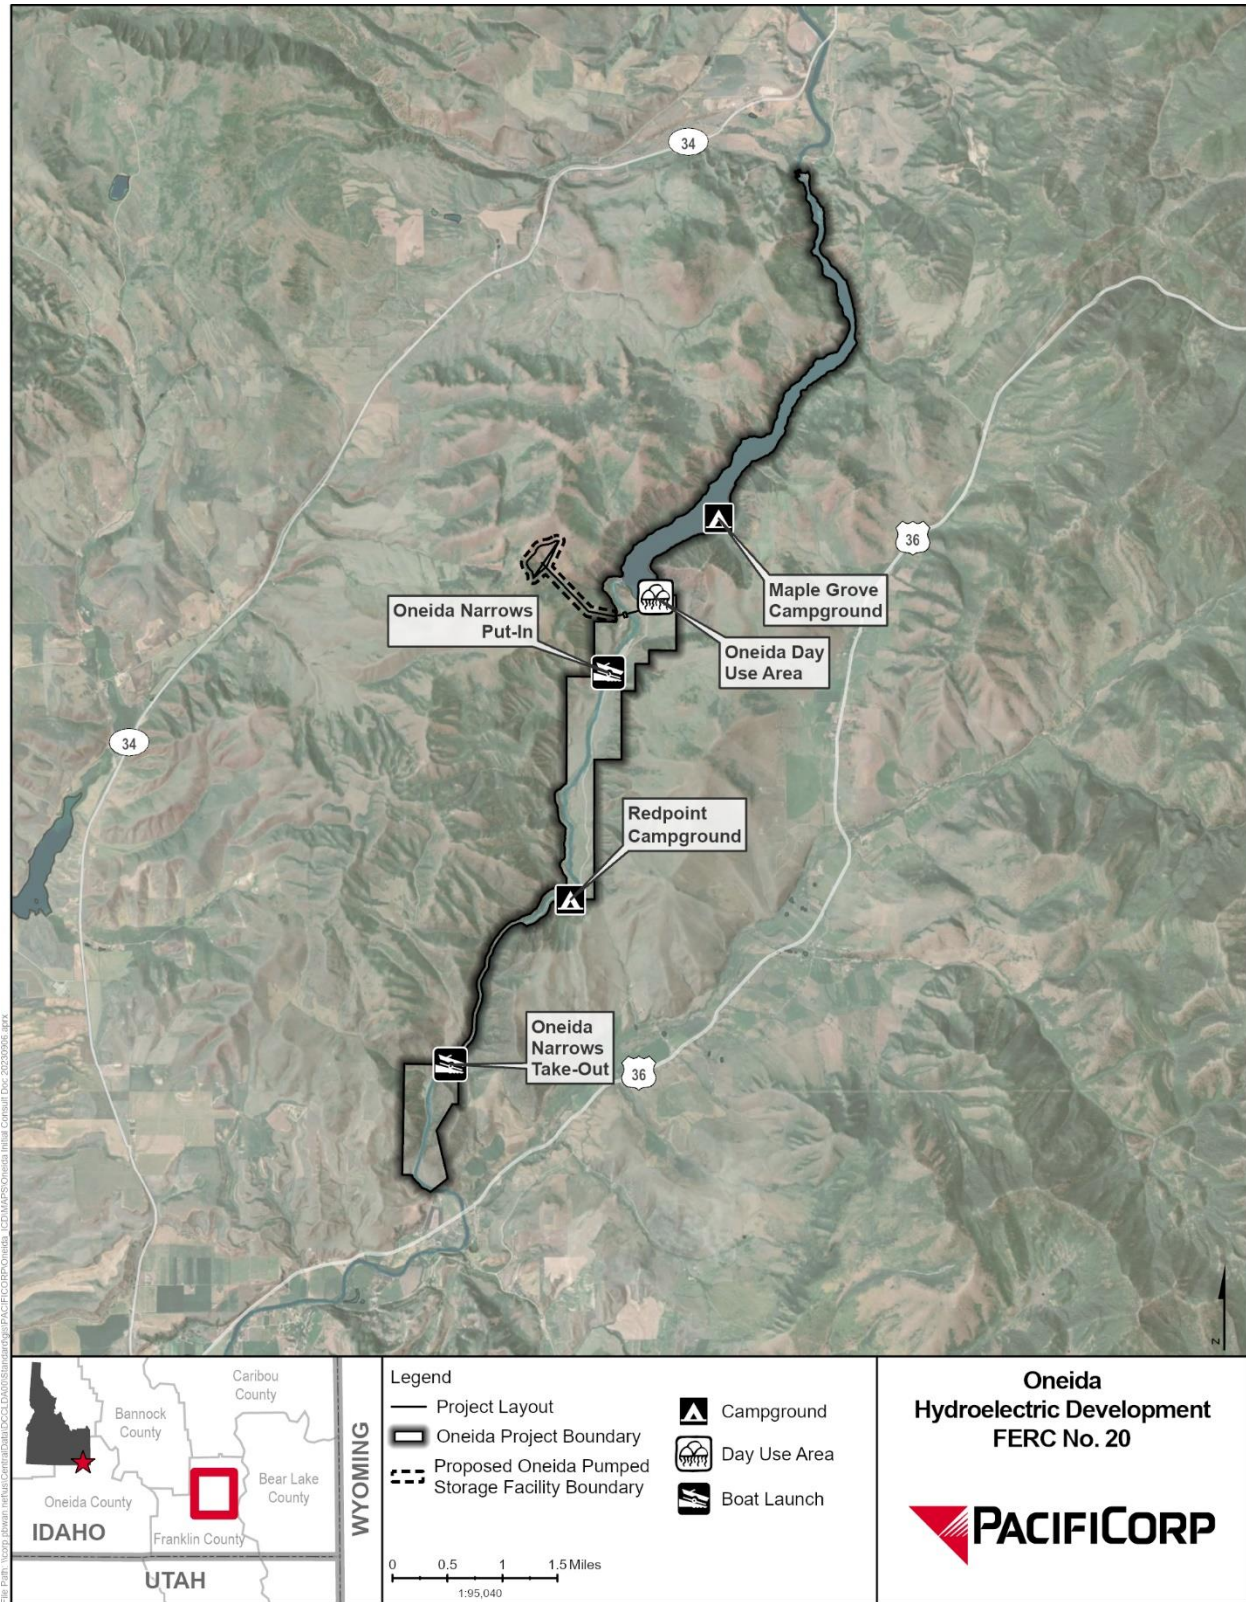 34
36
Maple Grove
Campground
Oneida Narrows
Put-In
Oneida Day
Use Area
34
Redpoint
Campground
Oneida
Narrows
Take-Out
36
N
Caribou
County
Bannock
County
Bear Lake
County
Oneida County
IDAHO
Franklin County
UTAH
WYOMING
Legend
Project Layout
Oneida Project Boundary
Proposed Oneida Pumped
Storage Facility Boundary
Campground
Day Use Area
Boat Launch
0 0.5 1 1.5 Miles
1:95,040
Oneida
Hydroelectric Development
FERC No. 20
PACIFICORP